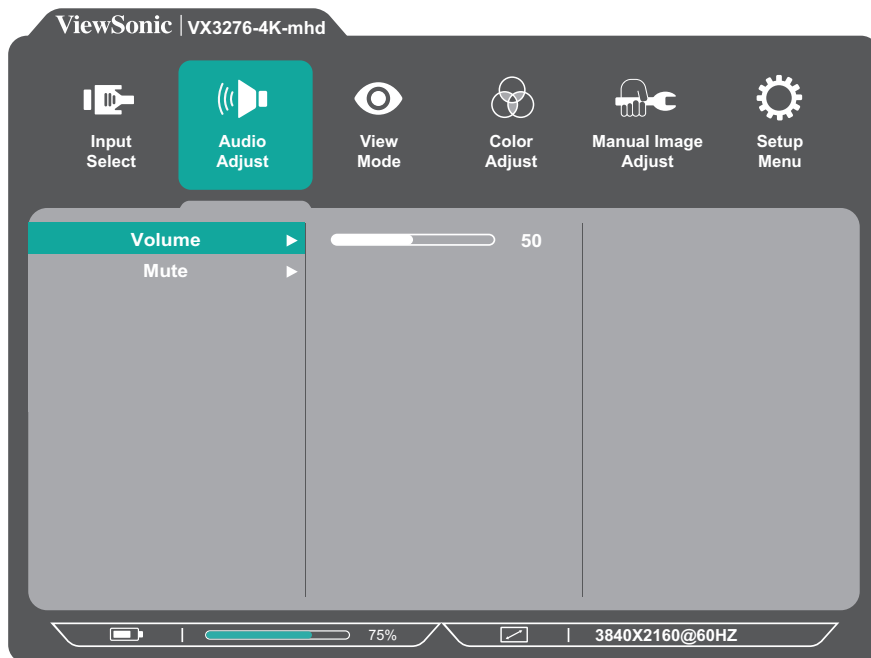 ViewSonic | VX3276-4K-mhd
Input
Select
Audio
Adjust
View
Mode
Color
Adjust
Manual Image
Adjust
Setup
Menu
Volume
50
Mute
75%
3840X2160@60HZ